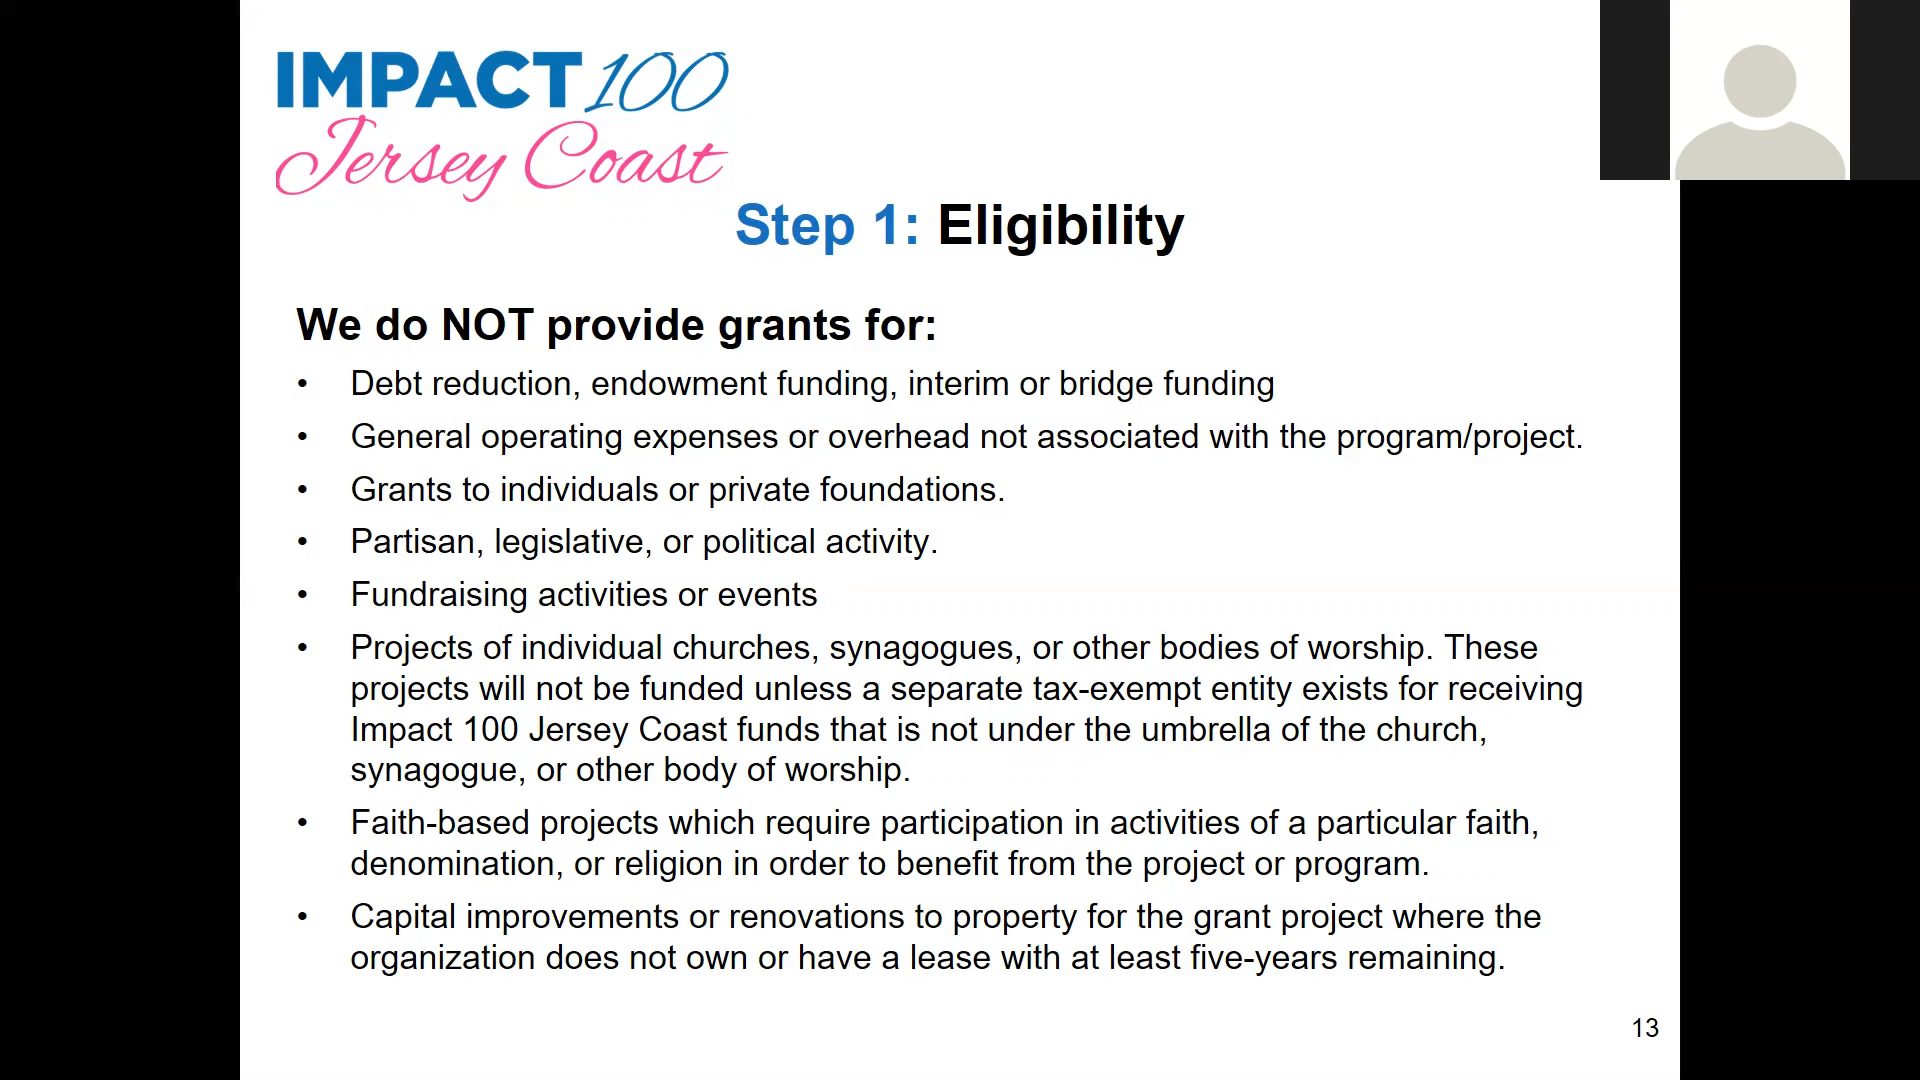 IMPACT 100
Jersey Coast
Step 1: Eligibility
We do NOT provide grants for:
• Debt reduction, endowment funding, interim or bridge funding
• General operating expenses or overhead not associated with the program/project.
• Grants to individuals or private foundations.
• Partisan, legislative, or political activity.
• Fundraising activities or events
• Projects of individual churches, synagogues, or other bodies of worship. These
projects will not be funded unless a separate tax-exempt entity exists for receiving
Impact 100 Jersey Coast funds that is not under the umbrella of the church,
synagogue, or other body of worship.
• Faith-based projects which require participation in activities of a particular faith,
denomination, or religion in order to benefit from the project or program.
• Capital improvements or renovations to property for the grant project where the
organization does not own or have a lease with at least five-years remaining.
13